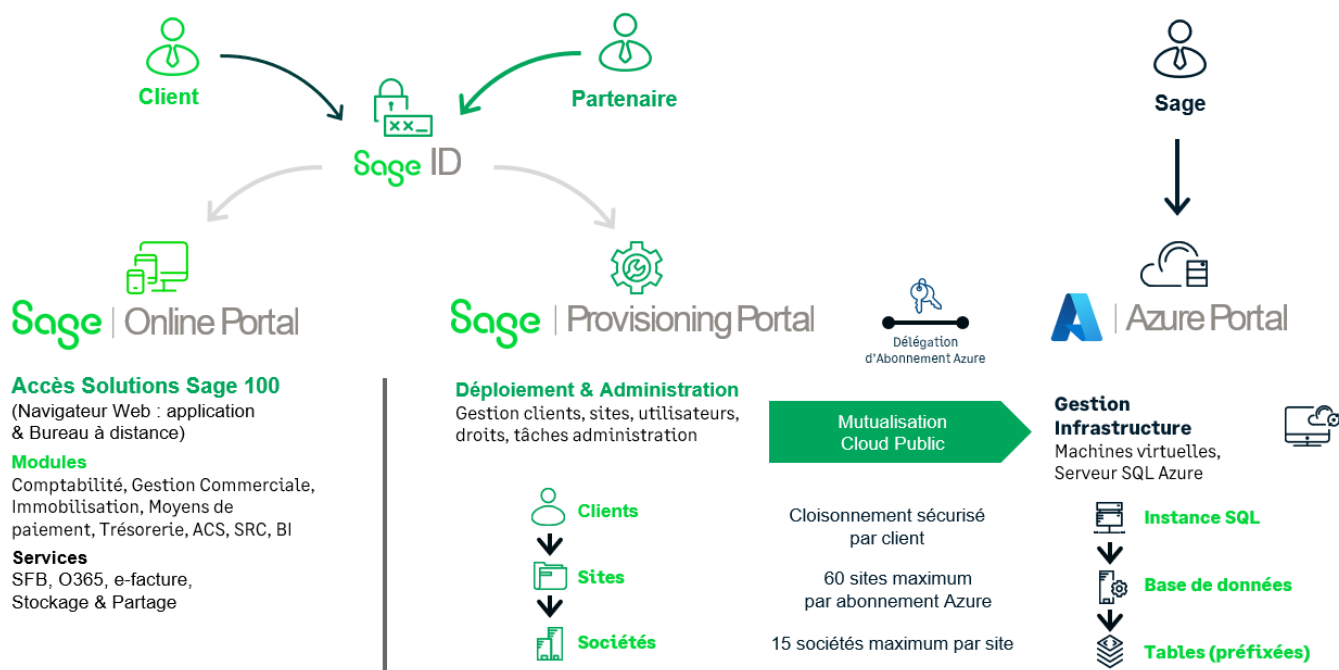 Client
Partenaire
Sage
××_
Sage ID
Sage | Online Portal
Sage | Provisioning Portal
Délégation
d'Abonnement Azure
Azure Portal
Accès Solutions Sage 100
(Navigateur Web : application
& Bureau à distance)
Modules
Comptabilité, Gestion Commerciale,
Immobilisation, Moyens de
paiement, Trésorerie, ACS, SRC, BI
Services
SFB, O365, e-facture,
Stockage & Partage
Déploiement & Administration
Gestion clients, sites, utilisateurs,
droits, tâches administration
Mutualisation
Cloud Public
Gestion
Infrastructure
Machines virtuelles,
Serveur SQL Azure
Clients
Cloisonnement sécurisé
par client
Instance SQL
Sites
60 sites maximum
par abonnement Azure
Base de données
Sociétés
15 sociétés maximum par site
Tables (préfixées)